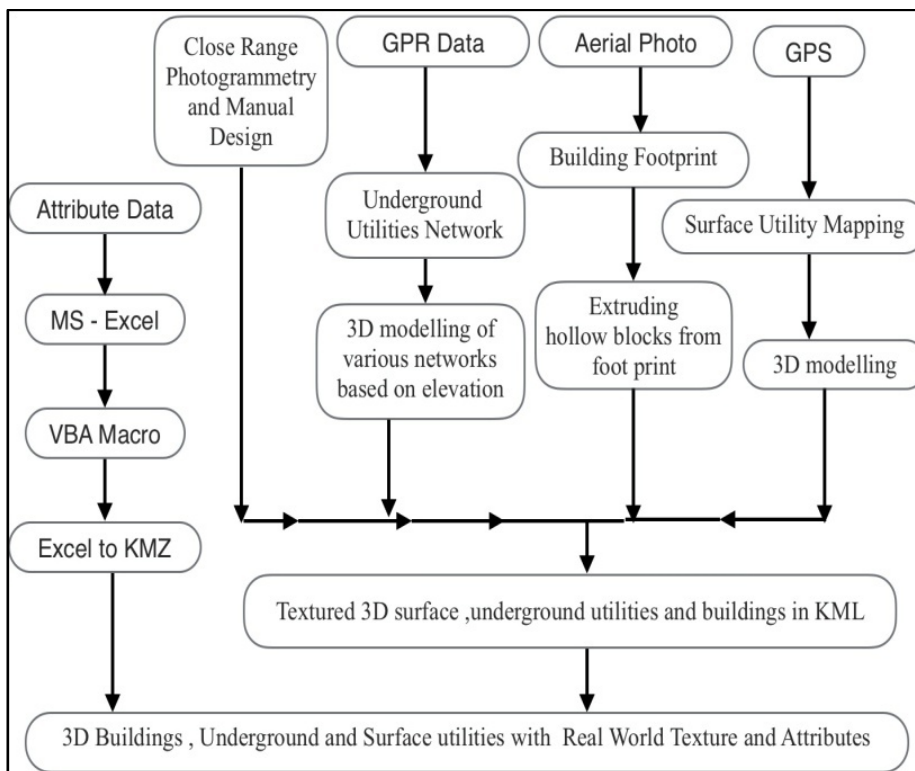 Close Range
Photogrammetry
and Manual
Design
GPR Data
Aerial Photo
GPS
Building Footprint
Attribute Data
Underground
Utilities Network
Surface Utility Mapping
MS - Excel
3D modelling of
various networks
based on elevation
Extruding
hollow blocks from
foot print
3D modelling
VBA Macro
Excel to KMZ
Textured 3D surface ,underground utilities and buildings in KML
3D Buildings , Underground and Surface utilities with Real World Texture and Attributes